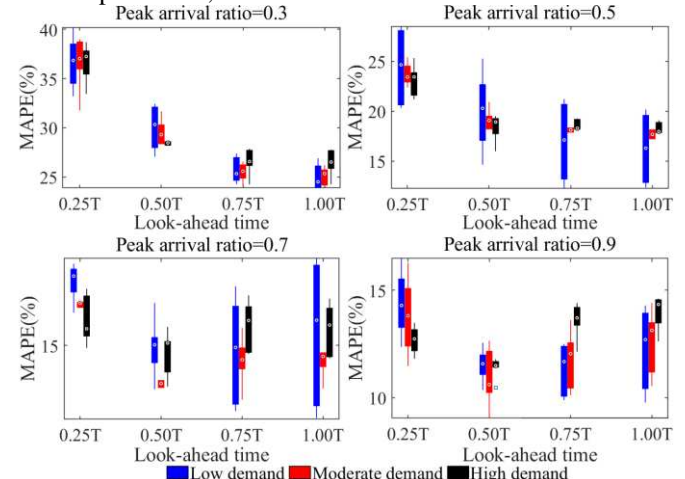 Peak arrival ratio=0.3
Peak arrival ratio=0.5
MAPE(%)
40
35
30
25
0.25T 0.50T 0.75T 1.00T
Look-ahead time
MAPE(%)
25
20
15
0.25T 0.50T 0.75T 1.00T
Look-ahead time
Peak arrival ratio=0.7
Peak arrival ratio=0.9
MAPE(%)
15
0.25T 0.50T 0.75T 1.00T
Look-ahead time
MAPE(%)
15
10
0.25T 0.50T 0.75T 1.00T
Look-ahead time
Low demand Moderate demand High demand